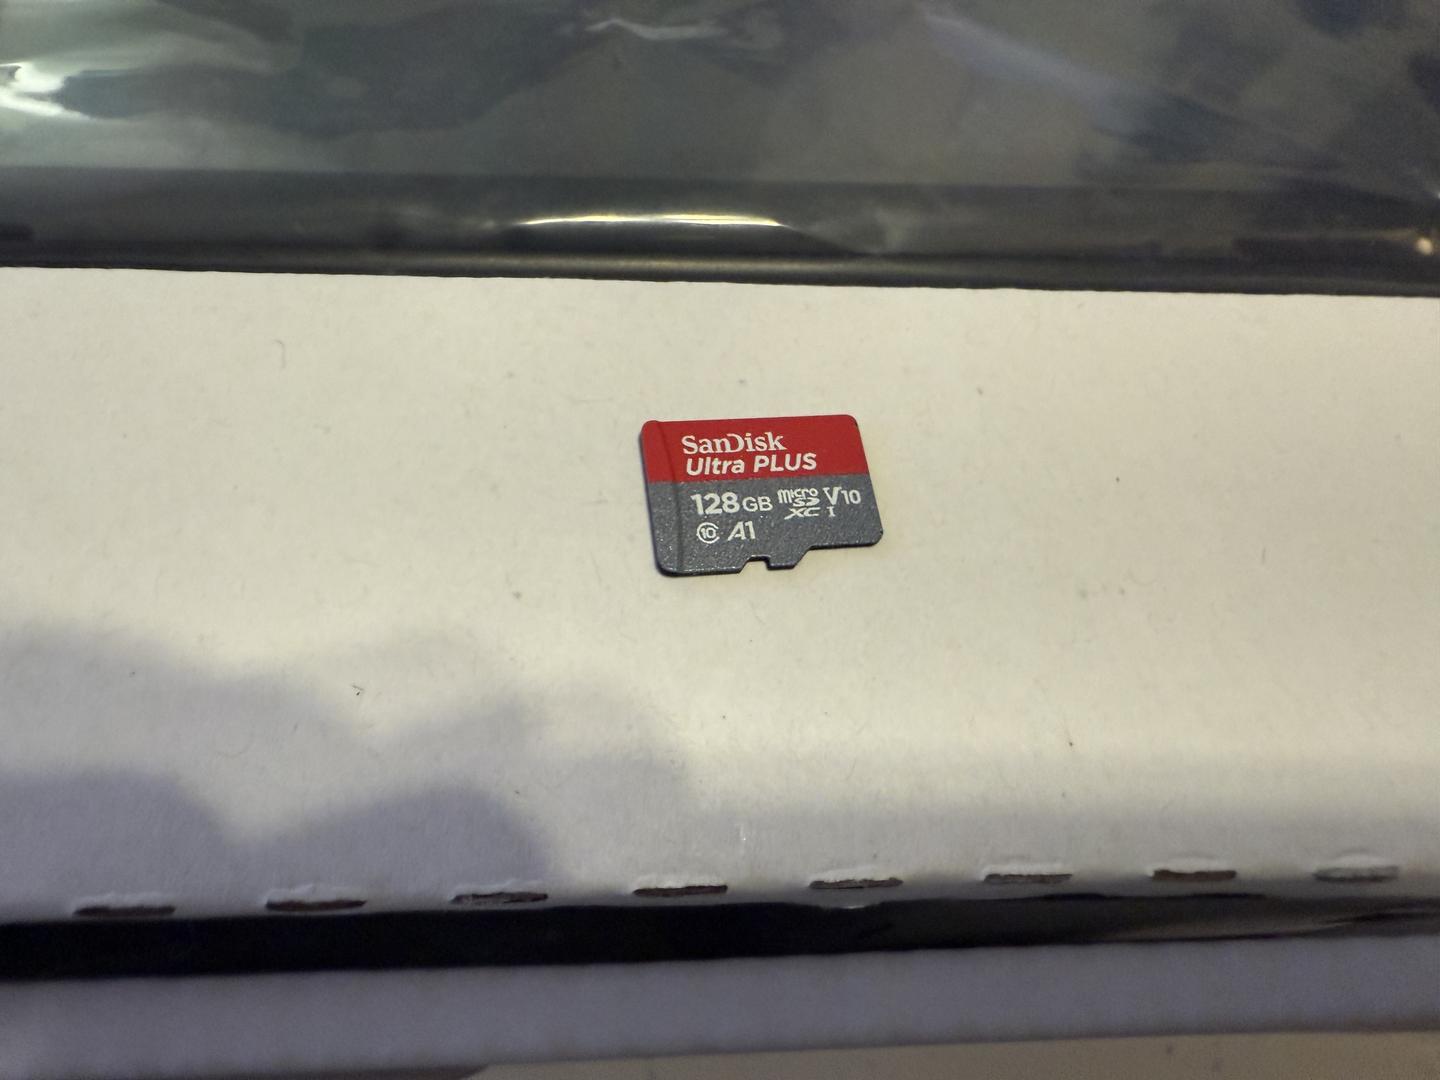 SanDisk
Ultra PLUS
128GB micro SD XC I V10
10 A1